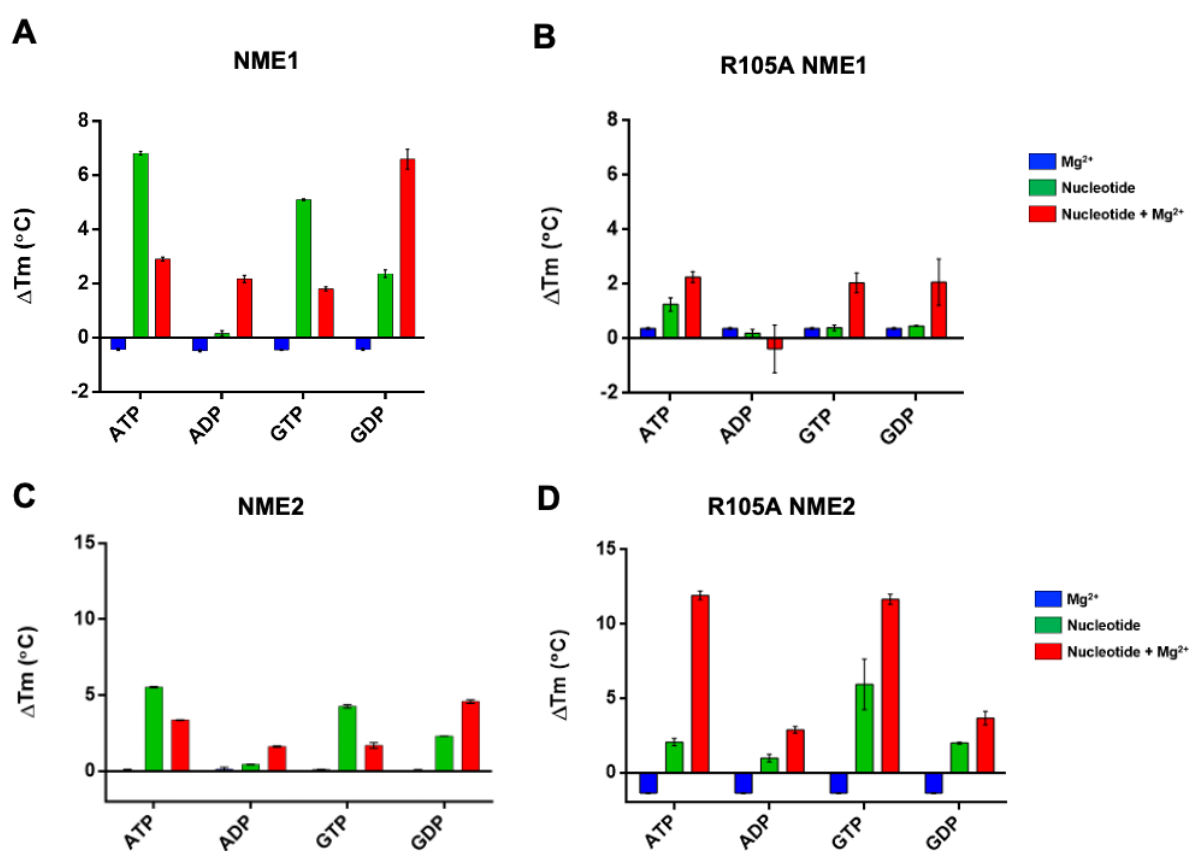 A
NME1
8
6
4
2
0
-2
ΔTm (°C)
ATP
ADP
GTP
GDP
B
R105A NME1
8
6
4
2
0
-2
ΔTm (°C)
ATP
ADP
GTP
GDP
Mg²⁺
Nucleotide
Nucleotide + Mg²⁺
C
NME2
15
10
5
0
ΔTm (°C)
ATP
ADP
GTP
GDP
D
R105A NME2
15
10
5
0
ΔTm (°C)
ATP
ADP
GTP
GDP
Mg²⁺
Nucleotide
Nucleotide + Mg²⁺